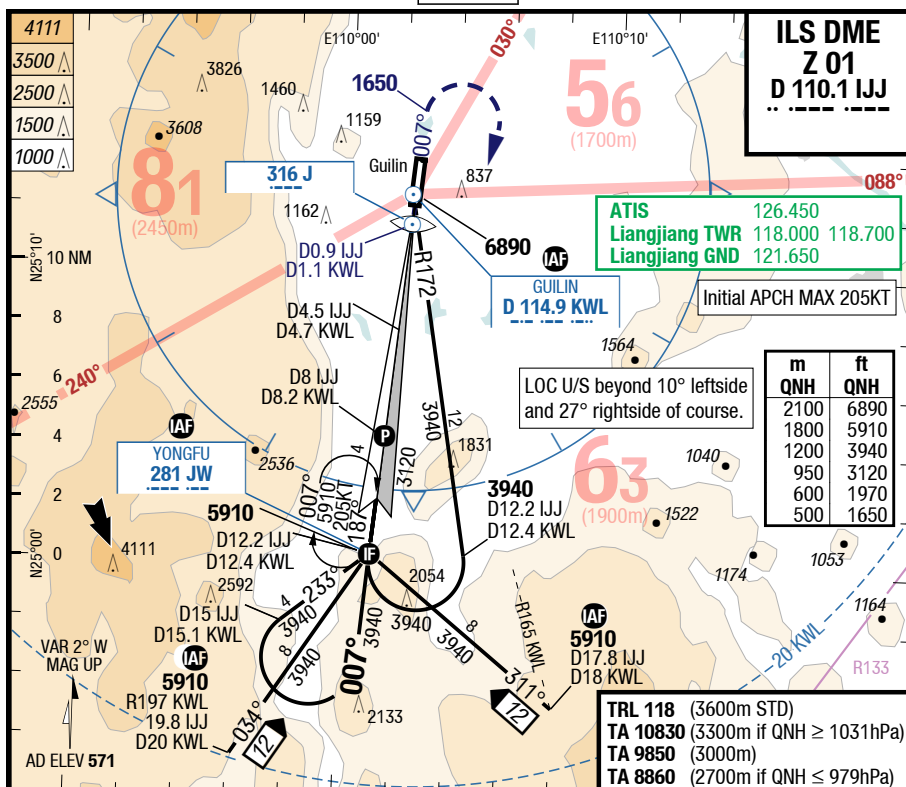 4111
3500
2500
1500
1000
E110°00'
E110°10'
ILS DME
Z 01
D 110.1 IJJ
030°
3826
1460
1650
1159
007°
56
(1700m)
3608
81
(2450m)
316 J
Guilin
837
088°
1162
ATIS 126.450
Liangjiang TWR 118.000 118.700
Liangjiang GND 121.650
6890
IAF
D0.9 IJJ
D1.1 KWL
R172
GUILIN
D 114.9 KWL
N25°10'
10 NM
8
6
4
2
0
Initial APCH MAX 205KT
D4.5 IJJ
D4.7 KWL
1564
240°
D8 IJJ
D8.2 KWL
LOC U/S beyond 10° leftside
and 27° rightside of course.
m ft
QNH QNH
2100 6890
1800 5910
1200 3940
950 3120
600 1970
500 1650
2555
IAF
YONGFU
281 JW
P
4
3120
12
3940
1831
2536
1040
63
(1900m)
007°
5910
205KT
187°
5910
D12.2 IJJ
D12.4 KWL
3940
D12.2 IJJ
D12.4 KWL
1522
N25°00'
4111
IF
2592
2054
1174
1053
1164
233°
4
3940
D15 IJJ
D15.1 KWL
3940
3940
8
3940
R165 KWL
20 KWL
R133
VAR 2° W
MAG UP
IAF
5910
R197 KWL
19.8 IJJ
D20 KWL
8
3940
007°
311°
12
IAF
5910
D17.8 IJJ
D18 KWL
034°
12
2133
AD ELEV 571
TRL 118 (3600m STD)
TA 10830 (3300m if QNH ≥ 1031hPa)
TA 9850 (3000m)
TA 8860 (2700m if QNH ≤ 979hPa)